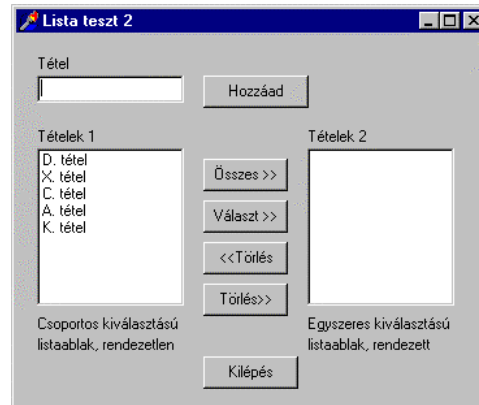 Lista teszt 2
Tétel
Hozzáad
Tételek 1
Tételek 2
D. tétel
X. tétel
C. tétel
A. tétel
K. tétel
Összes >>
Választ >>
<<Törlés
Törlés>>
Csoportos kiválasztású
listaablak, rendezetlen
Egyszeres kiválasztású
listaablak, rendezett
Kilépés